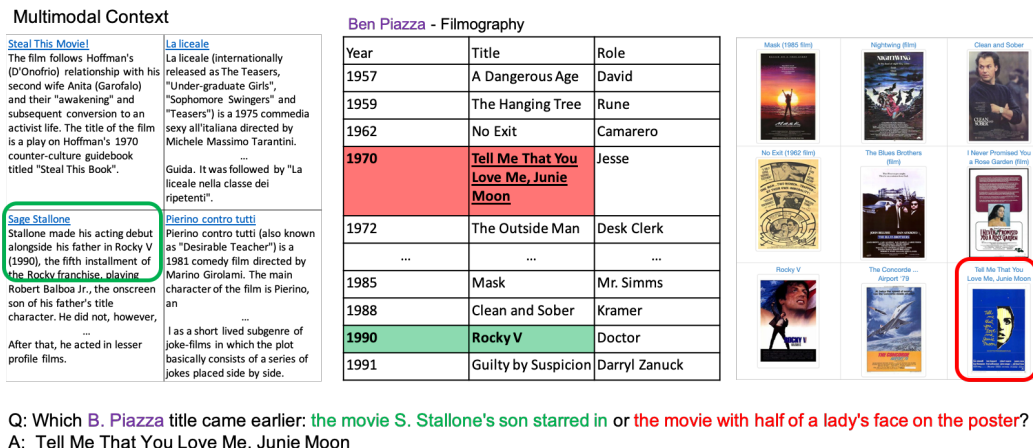 Multimodal Context
Steal This Movie!
The film follows Hoffman's
(D'Onofrio) relationship with his
second wife Anita (Garofalo)
and their "awakening" and
subsequent conversion to an
activist life. The title of the film
is a play on Hoffman's 1970
counter-culture guidebook
titled "Steal This Book".
La liceale
La liceale (internationally
released as The Teasers,
"Under-graduate Girls",
"Sophomore Swingers" and
"Teasers") is a 1975 commedia
sexy all'italiana directed by
Michele Massimo Tarantini.
...
Guida. It was followed by "La
liceale nella classe dei
ripetenti".
Sage Stallone
Stallone made his acting debut
alongside his father in Rocky V
(1990), the fifth installment of
the Rocky franchise, playing
Robert Balboa Jr., the onscreen
son of his father's title
character. He did not, however,
...
After that, he acted in lesser
profile films.
Pierino contro tutti
Pierino contro tutti (also known
as "Desirable Teacher") is a
1981 comedy film directed by
Marino Girolami. The main
character of the film is Pierino,
an
...
l as a short lived subgenre of
joke-films in which the plot
basically consists of a series of
jokes placed side by side.
Ben Piazza - Filmography
Year Title Role
1957 A Dangerous Age David
1959 The Hanging Tree Rune
1962 No Exit Camarero
1970 Tell Me That You Jesse
Love Me, Junie
Moon
1972 The Outside Man Desk Clerk
... ... ...
1985 Mask Mr. Simms
1988 Clean and Sober Kramer
1990 Rocky V Doctor
1991 Guilty by Suspicion Darryl Zanuck
Mask (1985 film)
Nightwing (film)
NIGHTWING
Clean and Sober
CLEAN
No Exit (1962 film)
The Blues Brothers
(film)
I Never Promised You
a Rose Garden (film)
Rocky V
ROCKY V
The Concorde ...
Airport '79
THE CONCORDE
Tell Me That You
Love Me, Junie Moon
Q: Which B. Piazza title came earlier: the movie S. Stallone's son starred in or the movie with half of a lady's face on the poster?
A: Tell Me That You Love Me, Junie Moon